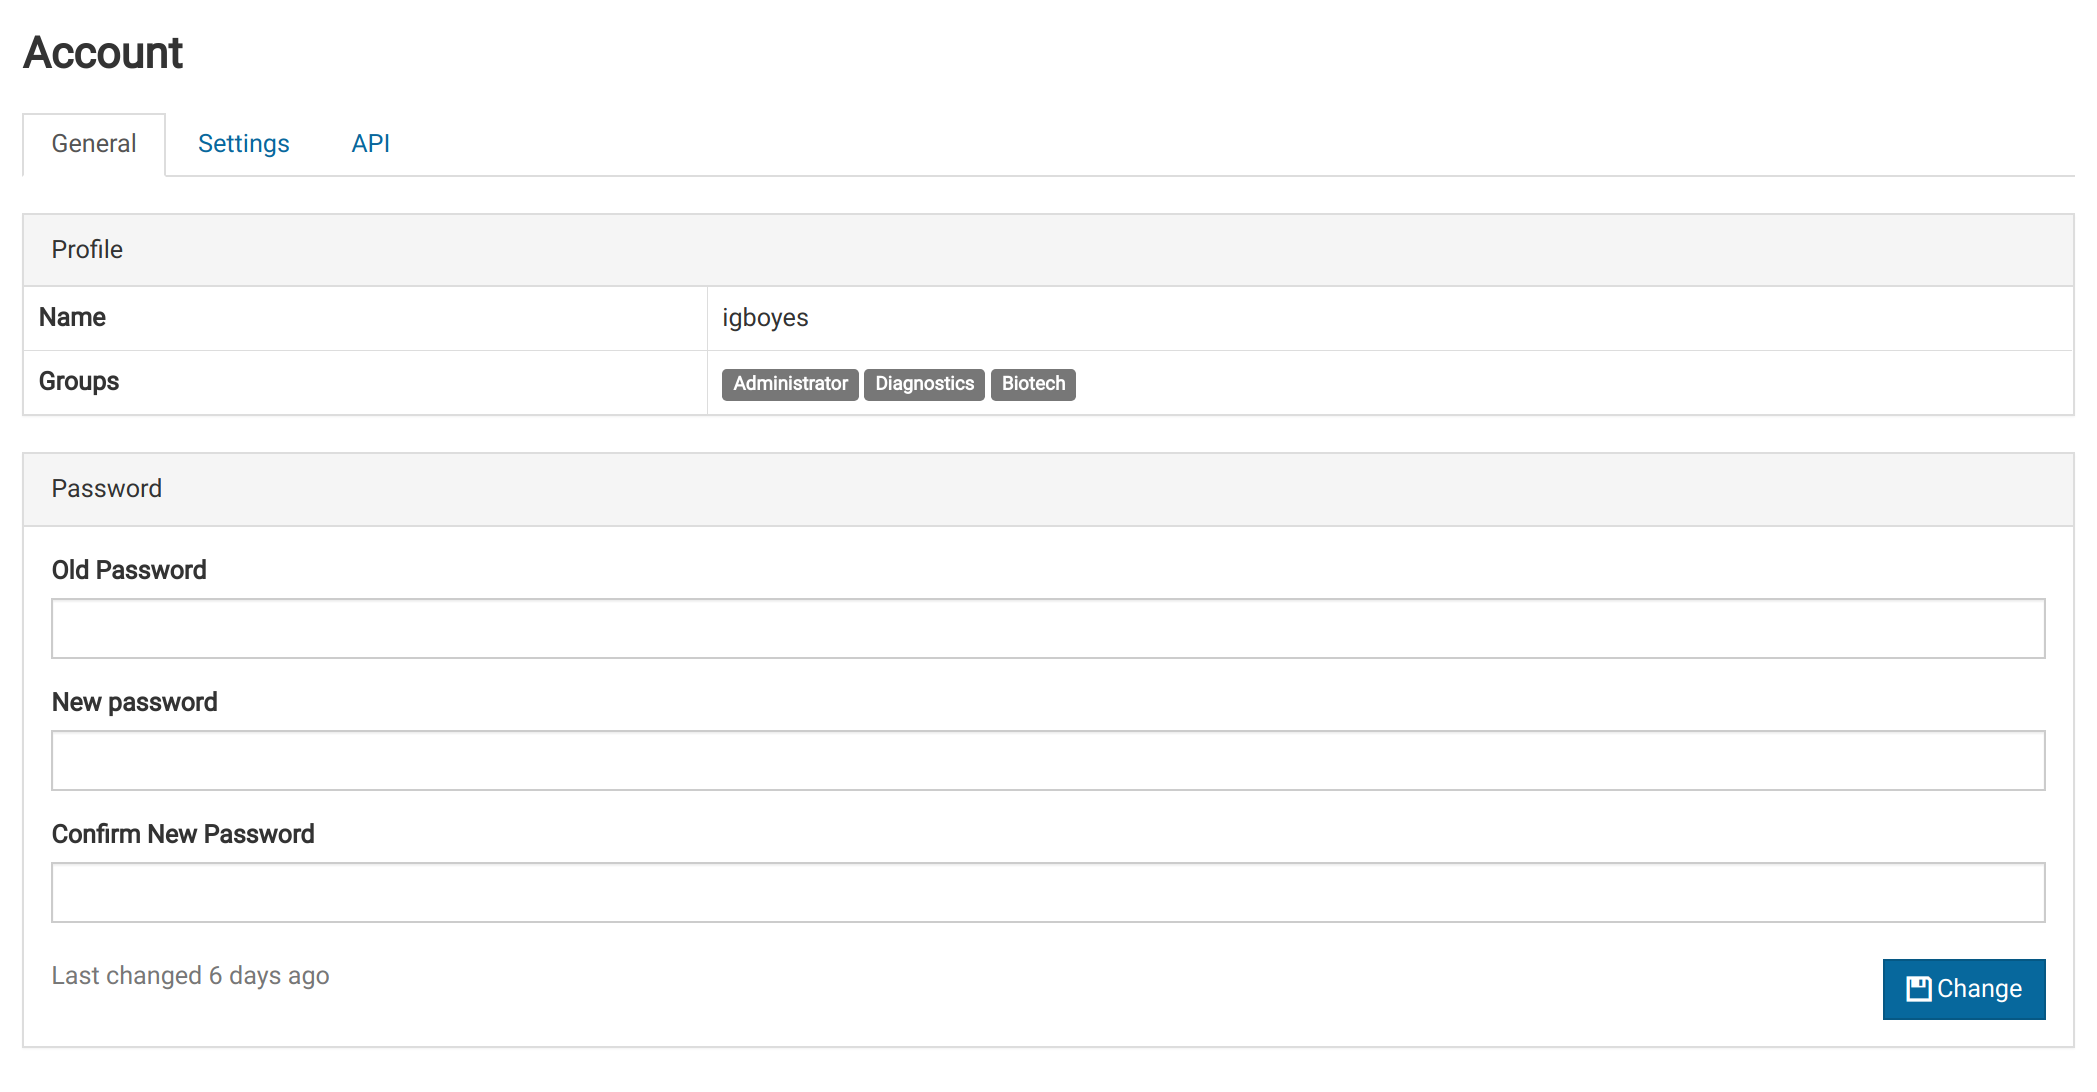 Account
General Settings API
Profile
Name igboyes
Groups Administrator Diagnostics Biotech
Password
Old Password
New password
Confirm New Password
Last changed 6 days ago Change